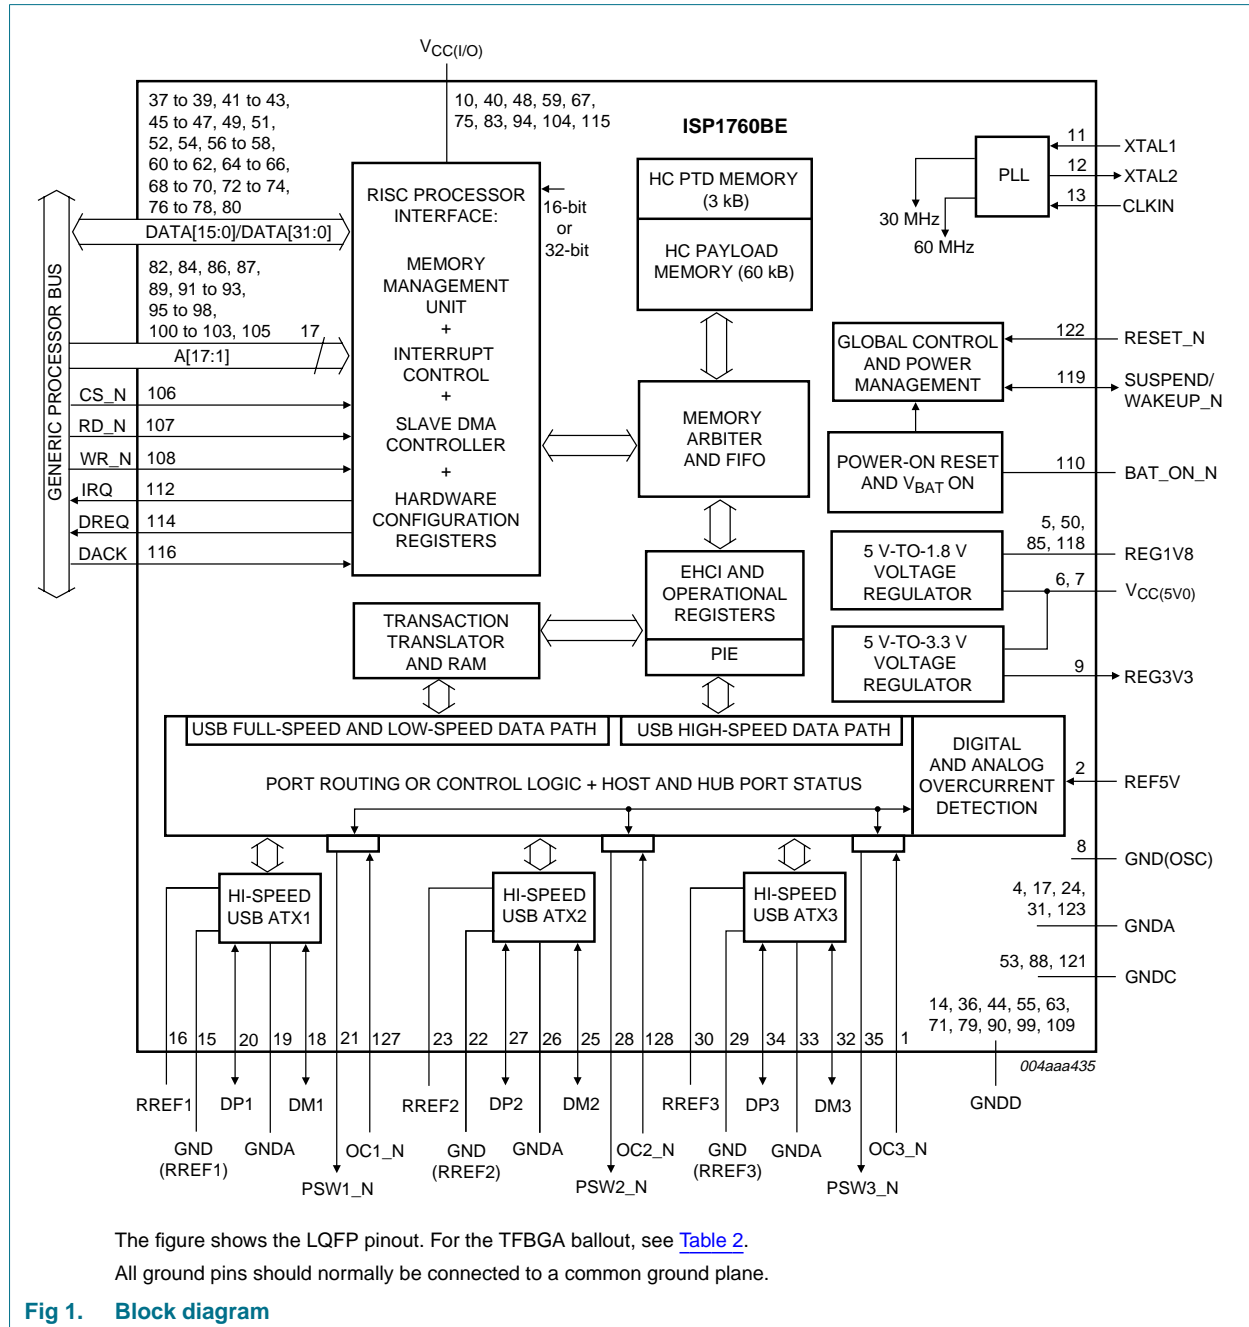 VCC(I/O)
37 to 39, 41 to 43,
45 to 47, 49, 51,
52, 54, 56 to 58,
60 to 62, 64 to 66,
68 to 70, 72 to 74,
76 to 78, 80
DATA[15:0]/DATA[31:0]
82, 84, 86, 87,
89, 91 to 93,
95 to 98,
100 to 103, 105
17
A[17:1]
GENERIC PROCESSOR BUS
CS_N 106
RD_N 107
WR_N 108
IRQ 112
DREQ 114
DACK 116
10, 40, 48, 59, 67,
75, 83, 94, 104, 115
ISP1760BE
RISC PROCESSOR
INTERFACE:
MEMORY
MANAGEMENT
UNIT
+
INTERRUPT
CONTROL
+
SLAVE DMA
CONTROLLER
+
HARDWARE
CONFIGURATION
REGISTERS
16-bit
or
32-bit
HC PTD MEMORY
(3 kB)
HC PAYLOAD
MEMORY (60 kB)
MEMORY
ARBITER
AND FIFO
EHCI AND
OPERATIONAL
REGISTERS
PIE
TRANSACTION
TRANSLATOR
AND RAM
PLL
30 MHz
60 MHz
11 XTAL1
12 XTAL2
13 CLKIN
GLOBAL CONTROL
AND POWER
MANAGEMENT
122 RESET_N
119 SUSPEND/
WAKEUP_N
POWER-ON RESET
AND VBAT ON
110 BAT_ON_N
5 V-TO-1.8 V
VOLTAGE
REGULATOR
5, 50,
85, 118 REG1V8
6, 7 VCC(5V0)
5 V-TO-3.3 V
VOLTAGE
REGULATOR
9 REG3V3
USB FULL-SPEED AND LOW-SPEED DATA PATH
USB HIGH-SPEED DATA PATH
PORT ROUTING OR CONTROL LOGIC + HOST AND HUB PORT STATUS
DIGITAL
AND ANALOG
OVERCURRENT
DETECTION
2 REF5V
8 GND(OSC)
4, 17, 24,
31, 123
GNDA
53, 88, 121
GNDC
14, 36, 44, 55, 63,
71, 79, 90, 99, 109
GNDD
HI-SPEED
USB ATX1
HI-SPEED
USB ATX2
HI-SPEED
USB ATX3
16 15 20 19 18 21 127 23 22 27 26 25 28 128 30 29 34 33 32 35 1
004aaa435
RREF1 DP1 DM1 RREF2 DP2 DM2 RREF3 DP3 DM3
GND
(RREF1)
GNDA
OC1_N
PSW1_N
GND
(RREF2)
GNDA
OC2_N
PSW2_N
GND
(RREF3)
GNDA
OC3_N
PSW3_N
The figure shows the LQFP pinout. For the TFBGA ballout, see Table 2.
All ground pins should normally be connected to a common ground plane.
Fig 1. Block diagram